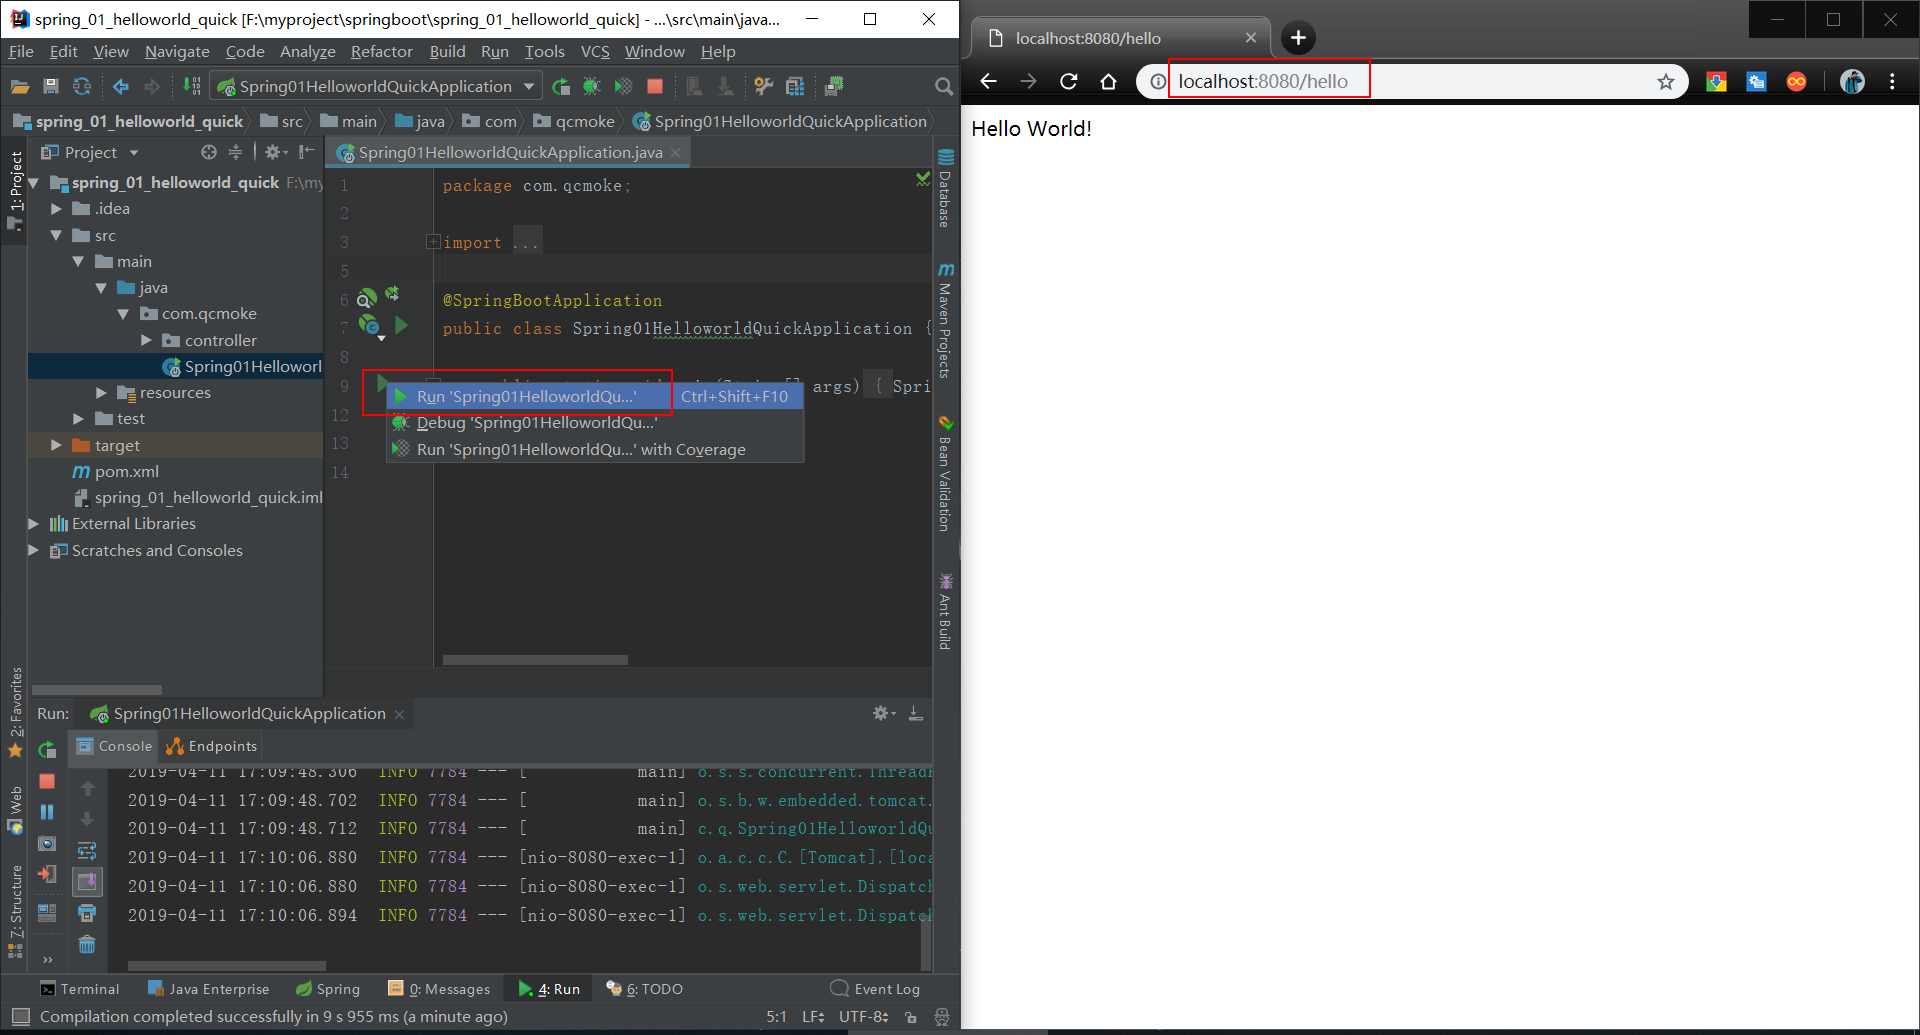 spring_01_helloworld_quick [F:\myproject\springboot\spring_01_helloworld_quick] - ...\src\main\java...
File Edit View Navigate Code Analyze Refactor Build Run Tools VCS Window Help
Spring01HelloworldQuickApplication
spring_01_helloworld_quick src main java com qcmoke Spring01HelloworldQuickApplication
1: Project
Project
spring_01_helloworld_quick F:\my
.idea
src
main
java
com.qcmoke
controller
Spring01Helloworl
resources
test
target
pom.xml
spring_01_helloworld_quick.iml
External Libraries
Scratches and Consoles
Spring01HelloworldQuickApplication.java
1 package com.qcmoke;
2
3 import ...
5
6 @SpringBootApplication
7 public class Spring01HelloworldQuickApplication {
8
9 args) { Spri
12
13
14
Run 'Spring01HelloworldQu...' Ctrl+Shift+F10
Debug 'Spring01HelloworldQu...'
Run 'Spring01HelloworldQu...' with Coverage
Database
Maven Projects
Bean Validation
Ant Build
2: Favorites
Web
7: Structure
Run: Spring01HelloworldQuickApplication
Console Endpoints
2019-04-11 17:09:48.306 INFO 7784 --- [ main] o.s.s.concurrent.Thread
2019-04-11 17:09:48.702 INFO 7784 --- [ main] o.s.b.w.embedded.tomcat.
2019-04-11 17:09:48.712 INFO 7784 --- [ main] c.q.Spring01HelloworldQu
2019-04-11 17:10:06.880 INFO 7784 --- [nio-8080-exec-1] o.a.c.c.C.[Tomcat].[loca
2019-04-11 17:10:06.880 INFO 7784 --- [nio-8080-exec-1] o.s.web.servlet.Dispatch
2019-04-11 17:10:06.894 INFO 7784 --- [nio-8080-exec-1] o.s.web.servlet.Dispatch
Terminal Java Enterprise Spring 0: Messages 4: Run 6: TODO Event Log
Compilation completed successfully in 9 s 955 ms (a minute ago) 5:1 LF UTF-8
localhost:8080/hello
localhost:8080/hello
Hello World!